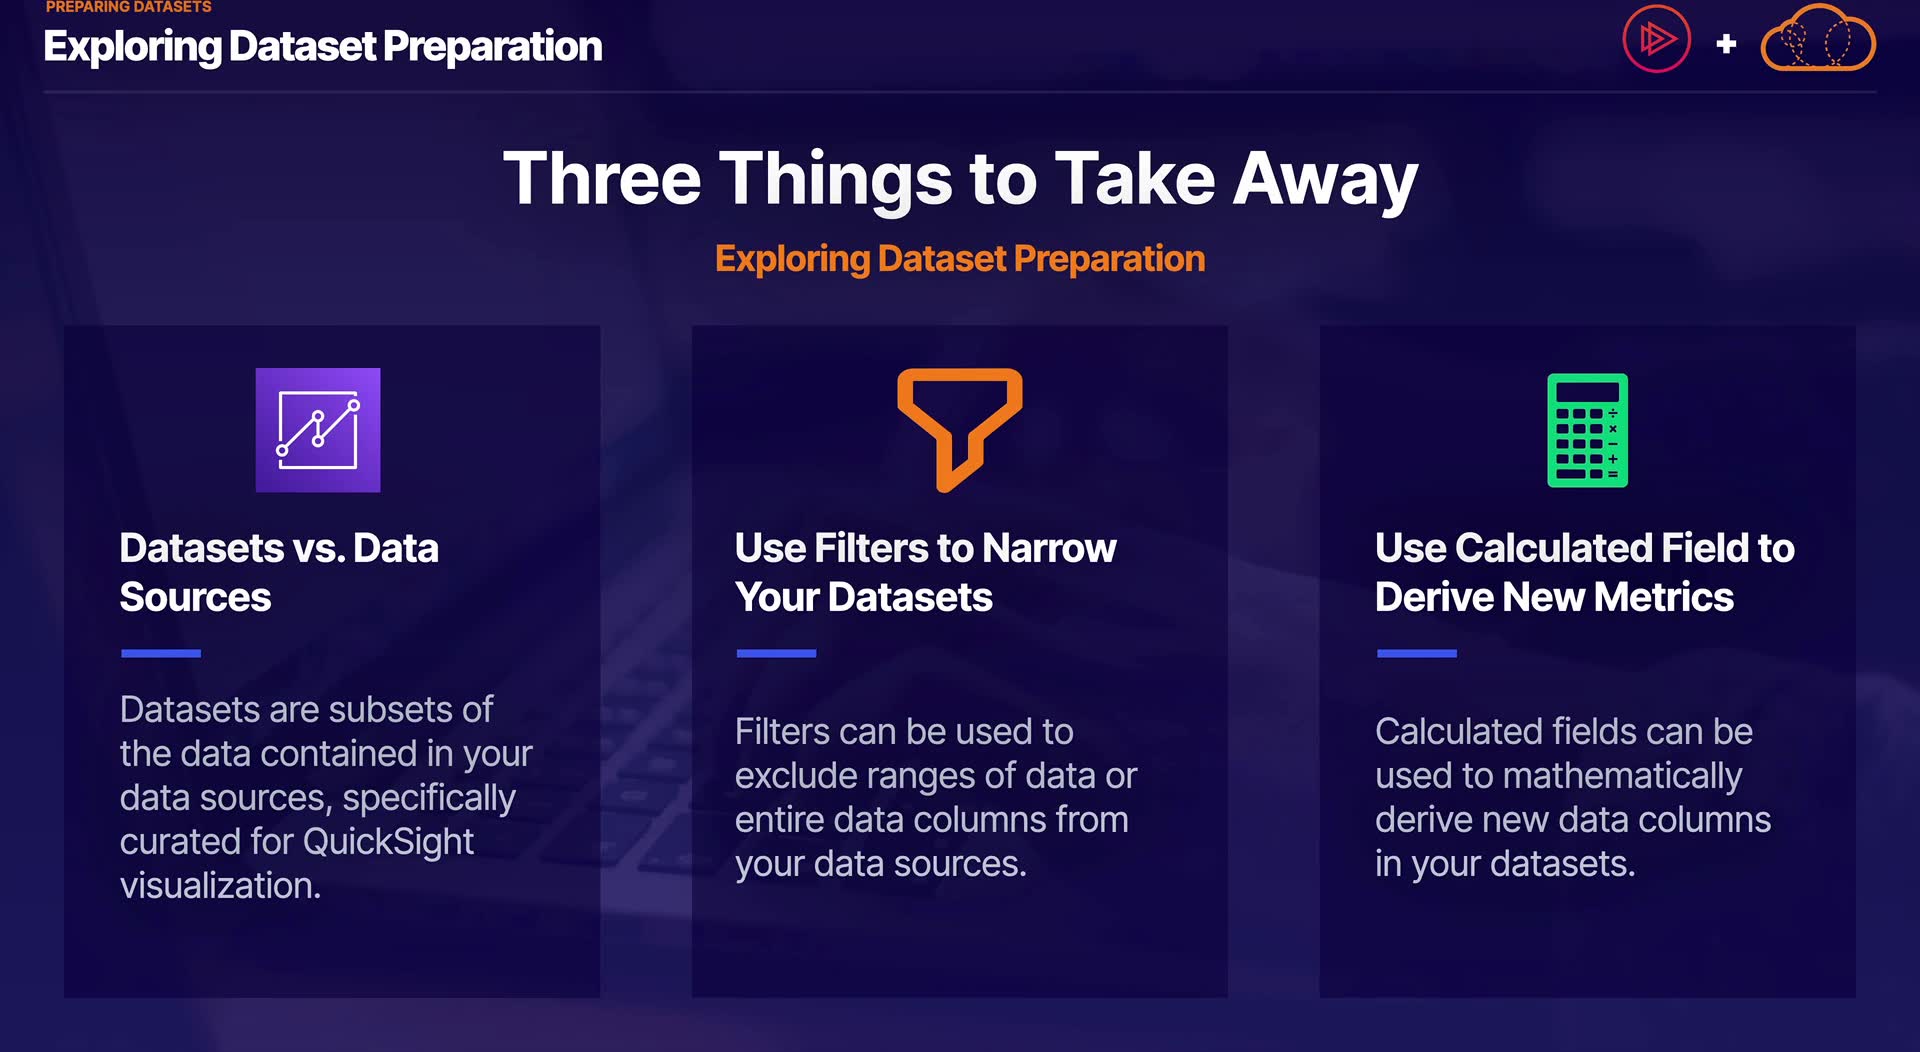 PREPARING DATASETS
Exploring Dataset Preparation
+
Three Things to Take Away
Exploring Dataset Preparation
Datasets vs. Data
Sources
Datasets are subsets of
the data contained in your
data sources, specifically
curated for QuickSight
visualization.
Use Filters to Narrow
Your Datasets
Filters can be used to
exclude ranges of data or
entire data columns from
your data sources.
Use Calculated Field to
Derive New Metrics
Calculated fields can be
used to mathematically
derive new data columns
in your datasets.